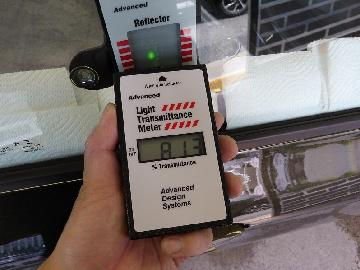 Advanced
Reflector
Advanced
Light
Transmittance
Meter
81.3
% Transmittance
Advanced
Design
Systems